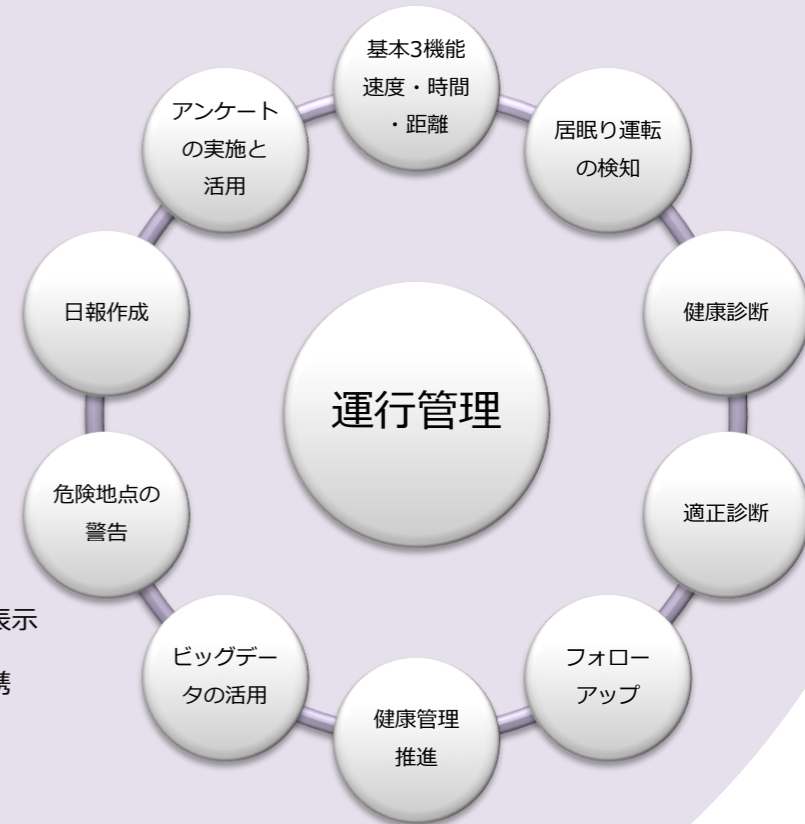 基本3機能
速度・時間
・距離
居眠り運転
の検知
健康診断
適正診断
フォロー
アップ
健康管理
推進
ビッグデー
タの活用
危険地点の
警告
日報作成
アンケート
の実施と
活用
運行管理
表示
携